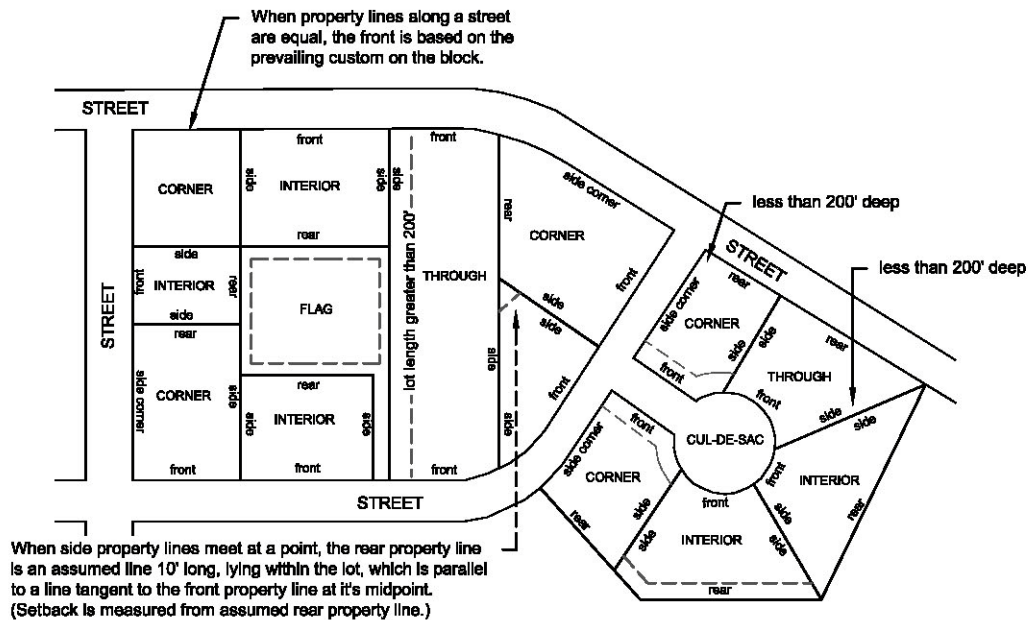 When property lines along a street
are equal, the front is based on the
prevailing custom on the block.
STREET
front
front
CORNER
side
INTERIOR
side
side
rear
lot length greater than 200'
THROUGH
rear
side corner
CORNER
front
less than 200' deep
STREET
less than 200' deep
side
front
INTERIOR
rear
side
FLAG
side
side
rear
side corner
CORNER
side
front
rear
side
INTERIOR
side
front
front
side
side
front
rear
side corner
CORNER
side
front
side
rear
THROUGH
front
side
CUL-DE-SAC
side
front
INTERIOR
side
rear
front
side corner
CORNER
side
rear
front
side
INTERIOR
side
rear
STREET
STREET
When side property lines meet at a point, the rear property line
is an assumed line 10' long, lying within the lot, which is parallel
to a line tangent to the front property line at it's midpoint.
(Setback is measured from assumed rear property line.)